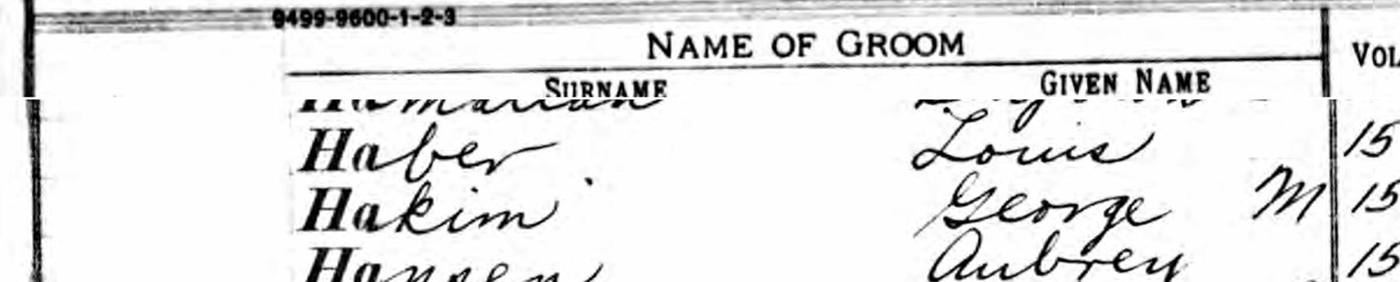 9499-9600-1-2-3
NAME OF GROOM
VOL
SURNAME GIVEN NAME
Haber Louis 15
Hakim George M 15
Hansen Aubrey 15